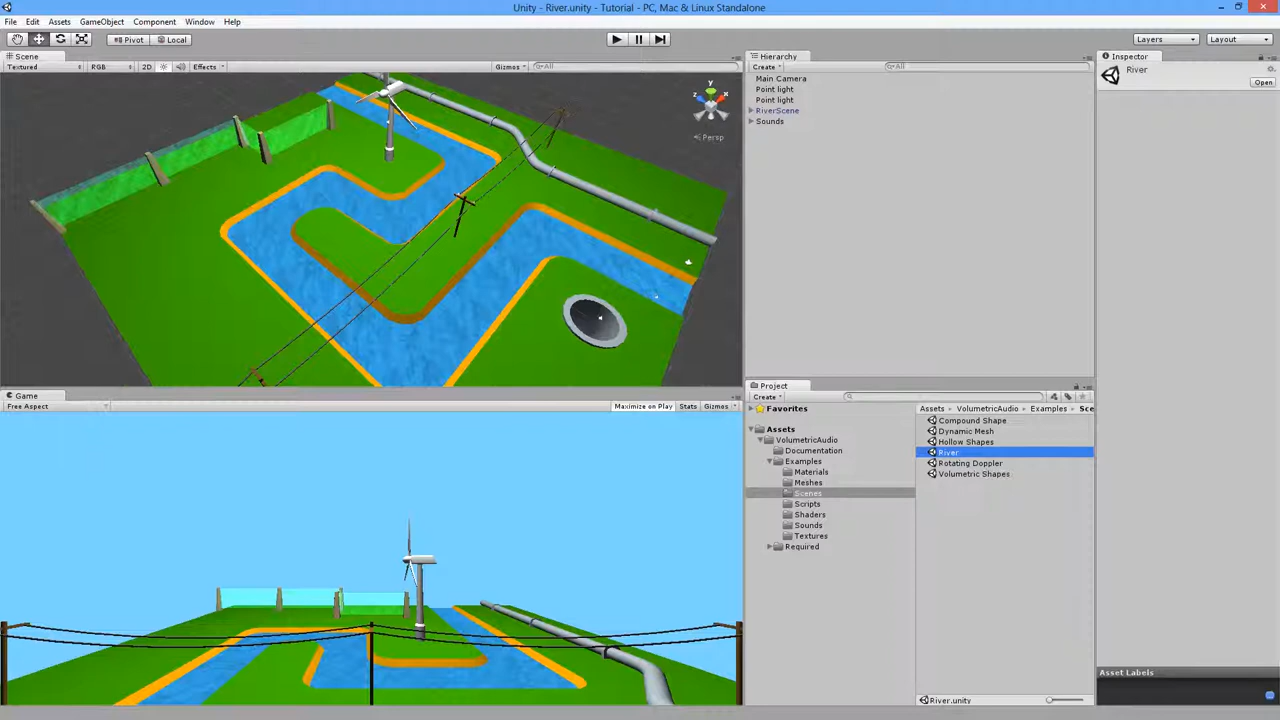 Unity - River.unity - Tutorial - PC, Mac & Linux Standalone
File Edit Assets GameObject Component Window Help
Pivot Local Layers Layout
Scene
Textured RGB 2D Effects Gizmos All
y
z x
Persp
Hierarchy
Create All
Main Camera
Point light
Point light
RiverScene
Sounds
Inspector
River
Open
Game
Free Aspect Maximize on Play Stats Gizmos
Project
Create
Favorites
Assets
VolumetricAudio
Documentation
Examples
Materials
Meshes
Scenes
Scripts
Shaders
Sounds
Textures
Required
Assets VolumetricAudio Examples Sce
Compound Shape
Dynamic Mesh
Hollow Shapes
River
Rotating Doppler
Volumetric Shapes
River.unity
Asset Labels